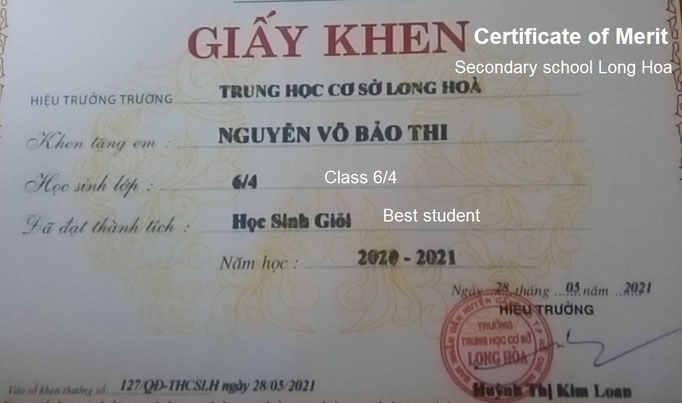 GIẤY KHEN
Certificate of Merit
Secondary school Long Hoa
HIỆU TRƯỞNG TRƯỜNG TRUNG HỌC CƠ SỞ LONG HOÀ
Khen tặng em : NGUYỄN VÕ BẢO THI
Học sinh lớp : 6/4
Class 6/4
Đã đạt thành tích : Học Sinh Giỏi
Best student
Năm học : 2020 - 2021
Ngày 28 tháng 05 năm 2021
HIỆU TRƯỞNG
TRƯỜNG
TRUNG HỌC CƠ SỞ
LONG HÒA
Huỳnh Thị Kim Loan
Vào sổ khen thưởng số: 127/QĐ-THCSLH ngày 28/05/2021